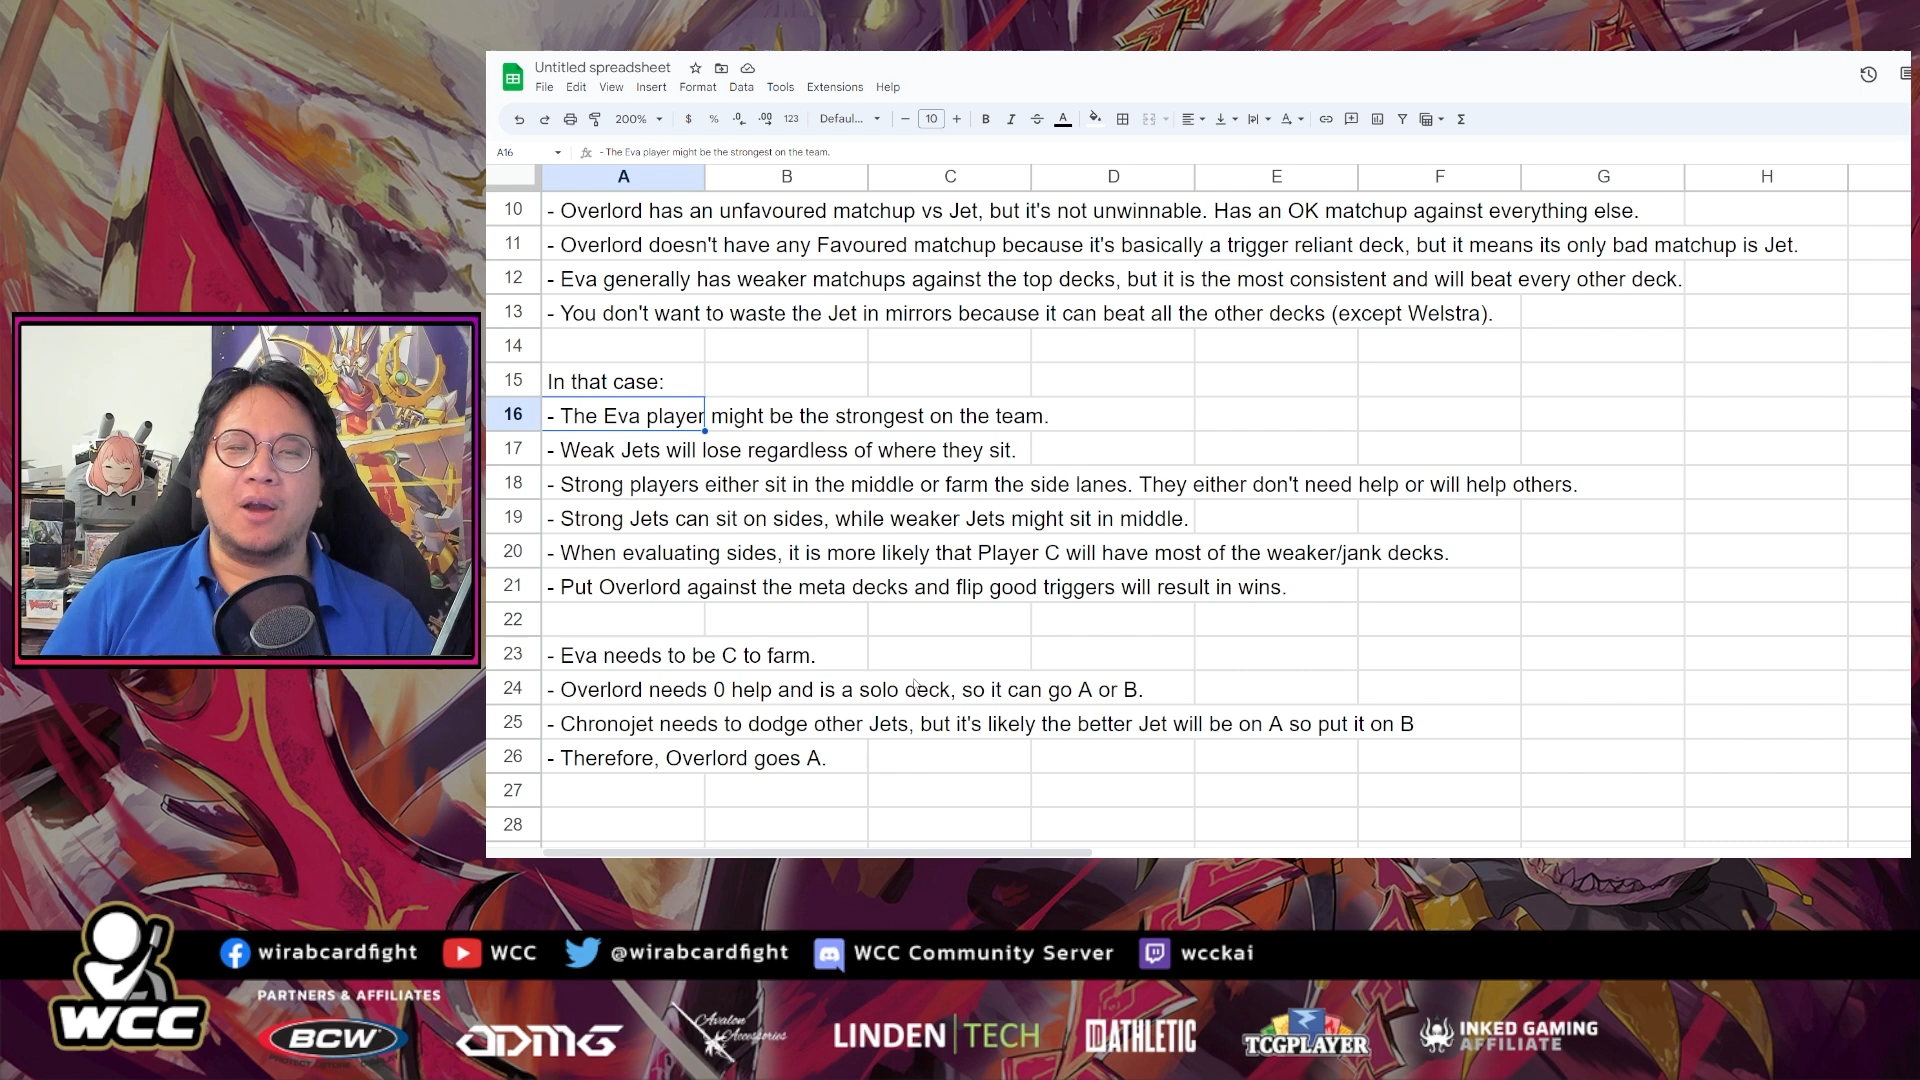 Untitled spreadsheet
File Edit View Insert Format Data Tools Extensions Help
200% $ % .0 .00 123 Defaul... − 10 + B I S A Σ
A16 fx - The Eva player might be the strongest on the team.
A B C D E F G H
10 - Overlord has an unfavoured matchup vs Jet, but it's not unwinnable. Has an OK matchup against everything else.
11 - Overlord doesn't have any Favoured matchup because it's basically a trigger reliant deck, but it means its only bad matchup is Jet.
12 - Eva generally has weaker matchups against the top decks, but it is the most consistent and will beat every other deck.
13 - You don't want to waste the Jet in mirrors because it can beat all the other decks (except Welstra).
14
15 In that case:
16 - The Eva player might be the strongest on the team.
17 - Weak Jets will lose regardless of where they sit.
18 - Strong players either sit in the middle or farm the side lanes. They either don't need help or will help others.
19 - Strong Jets can sit on sides, while weaker Jets might sit in middle.
20 - When evaluating sides, it is more likely that Player C will have most of the weaker/jank decks.
21 - Put Overlord against the meta decks and flip good triggers will result in wins.
22
23 - Eva needs to be C to farm.
24 - Overlord needs 0 help and is a solo deck, so it can go A or B.
25 - Chronojet needs to dodge other Jets, but it's likely the better Jet will be on A so put it on B
26 - Therefore, Overlord goes A.
27
28
wirabcardfight WCC @wirabcardfight WCC Community Server wcckai
WCC
PARTNERS & AFFILIATES
BCW ADMG Avalon Accessories LINDEN | TECH DATHLETIC TCGPLAYER INKED GAMING AFFILIATE